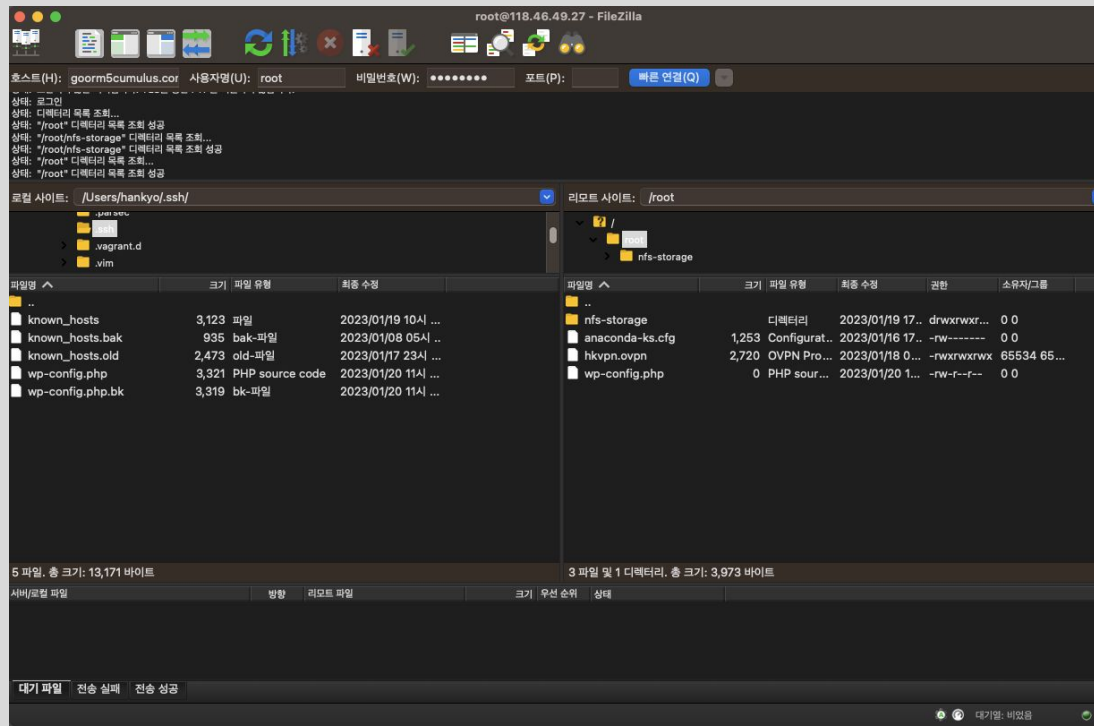 root@118.46.49.27 - FileZilla
호스트(H): goorm5cumulus.cor 사용자명(U): root 비밀번호(W): ●●●●●●●● 포트(P): 빠른 연결(Q)
상태: 로그인
상태: 디렉터리 목록 조회...
상태: "/root" 디렉터리 목록 조회 성공
상태: "/root/nfs-storage" 디렉터리 목록 조회...
상태: "/root/nfs-storage" 디렉터리 목록 조회 성공
상태: "/root" 디렉터리 목록 조회...
상태: "/root" 디렉터리 목록 조회 성공
로컬 사이트: /Users/hankyo/.ssh/
.parsec
.ssh
.vagrant.d
.vim
파일명 크기 파일 유형 최종 수정
..
known_hosts 3,123 파일 2023/01/19 10시 ...
known_hosts.bak 935 bak-파일 2023/01/08 05시 ..
known_hosts.old 2,473 old-파일 2023/01/17 23시 ...
wp-config.php 3,321 PHP source code 2023/01/20 11시 ...
wp-config.php.bk 3,319 bk-파일 2023/01/20 11시 ...
5 파일. 총 크기: 13,171 바이트
리모트 사이트: /root
/
root
nfs-storage
파일명 크기 파일 유형 최종 수정 권한 소유자/그룹
..
nfs-storage 디렉터리 2023/01/19 17.. drwxrwxr... 0 0
anaconda-ks.cfg 1,253 Configurat.. 2023/01/16 17... -rw------- 0 0
hkvpn.ovpn 2,720 OVPN Pro... 2023/01/18 0... -rwxrwxrwx 65534 65...
wp-config.php 0 PHP sour... 2023/01/20 1... -rw-r--r-- 0 0
3 파일 및 1 디렉터리. 총 크기: 3,973 바이트
서버/로컬 파일 방향 리모트 파일 크기 우선 순위 상태
대기 파일 전송 실패 전송 성공
대기열: 비었음